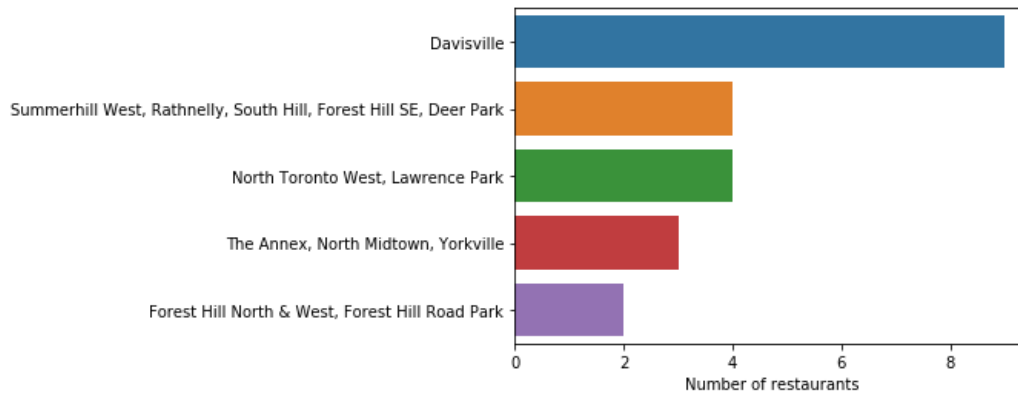 Davisville
Summerhill West, Rathnelly, South Hill, Forest Hill SE, Deer Park
North Toronto West, Lawrence Park
The Annex, North Midtown, Yorkville
Forest Hill North & West, Forest Hill Road Park
0 2 4 6 8
Number of restaurants